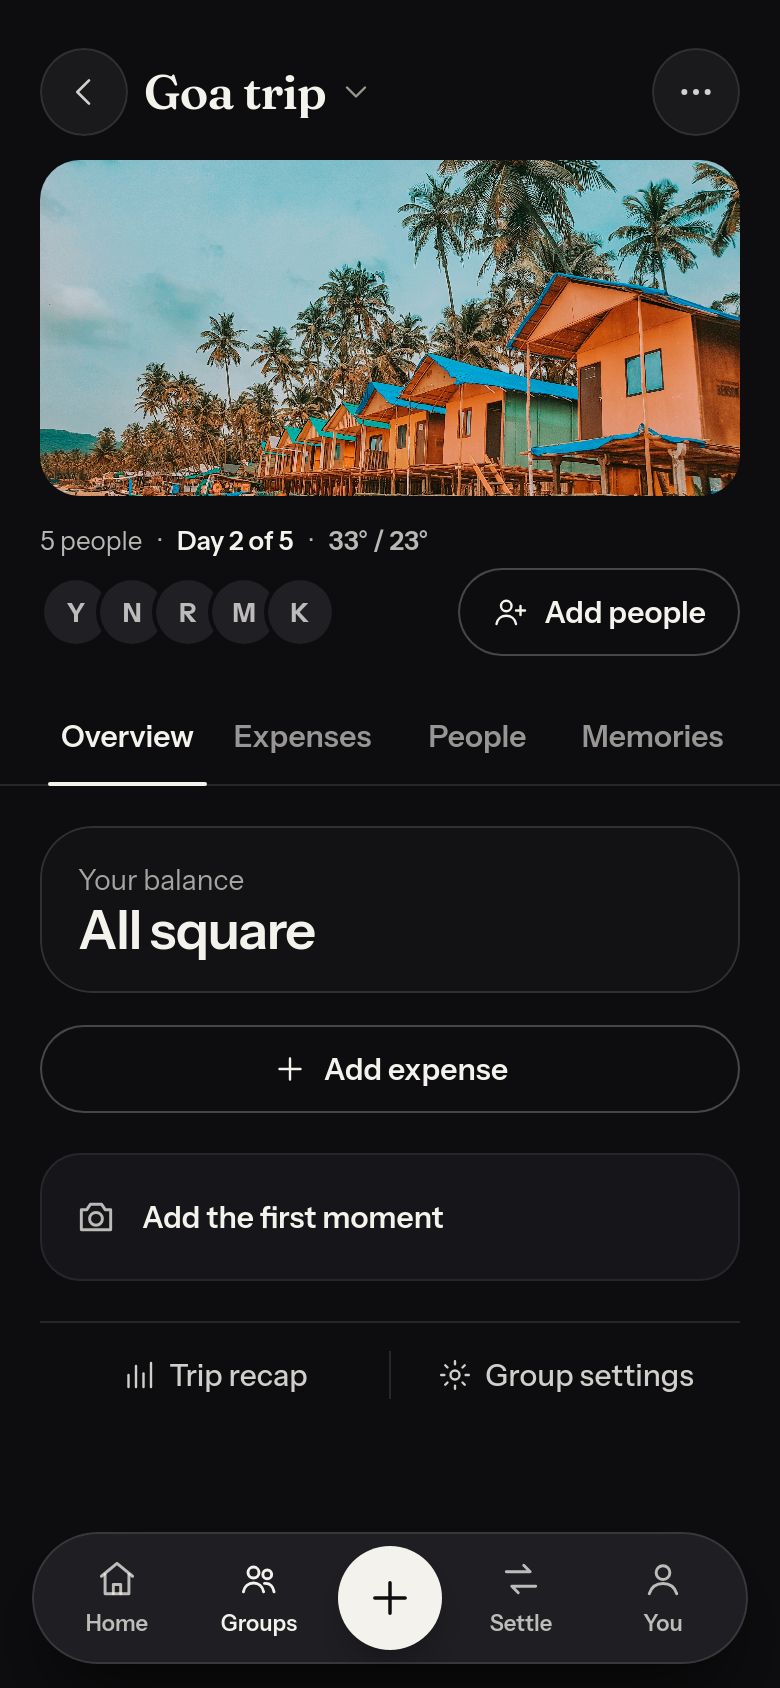 Goa trip
5 people · Day 2 of 5 · 33° / 23°
Y N R M K
Add people
Overview Expenses People Memories
Your balance
All square
Add expense
Add the first moment
Trip recap Group settings
Home Groups Settle You